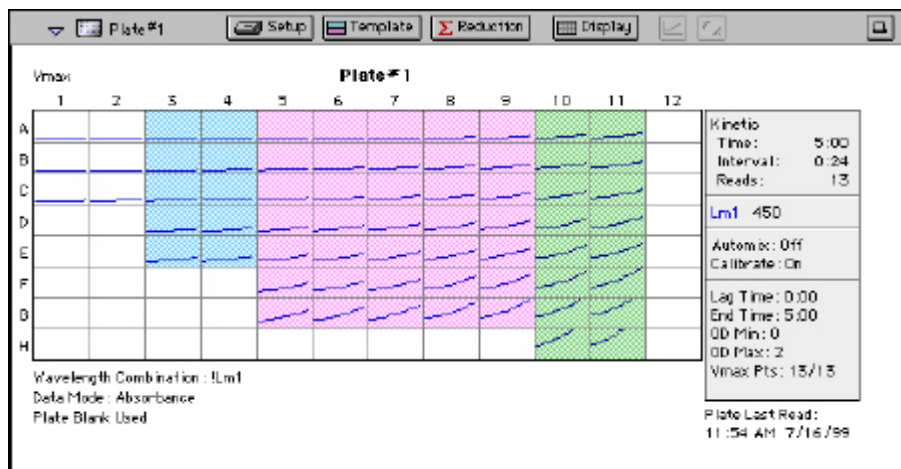 Plate#1 Setup Template Σ Reduction Display
Vmax Plate#1
1 2 3 4 5 6 7 8 9 10 11 12
A
B
C
D
E
F
G
H
Kinetic
Time: 5:00
Interval: 0:24
Reads: 13
Lm1 450
Automix: Off
Calibrate: On
Lag Time: 0:00
End Time: 5:00
OD Min: 0
OD Max: 2
Vmax Pts: 13/13
Wavelength Combination: !Lm1
Data Mode: Absorbance
Plate Blank Used
Plate Last Read:
11:54 AM 7/16/99